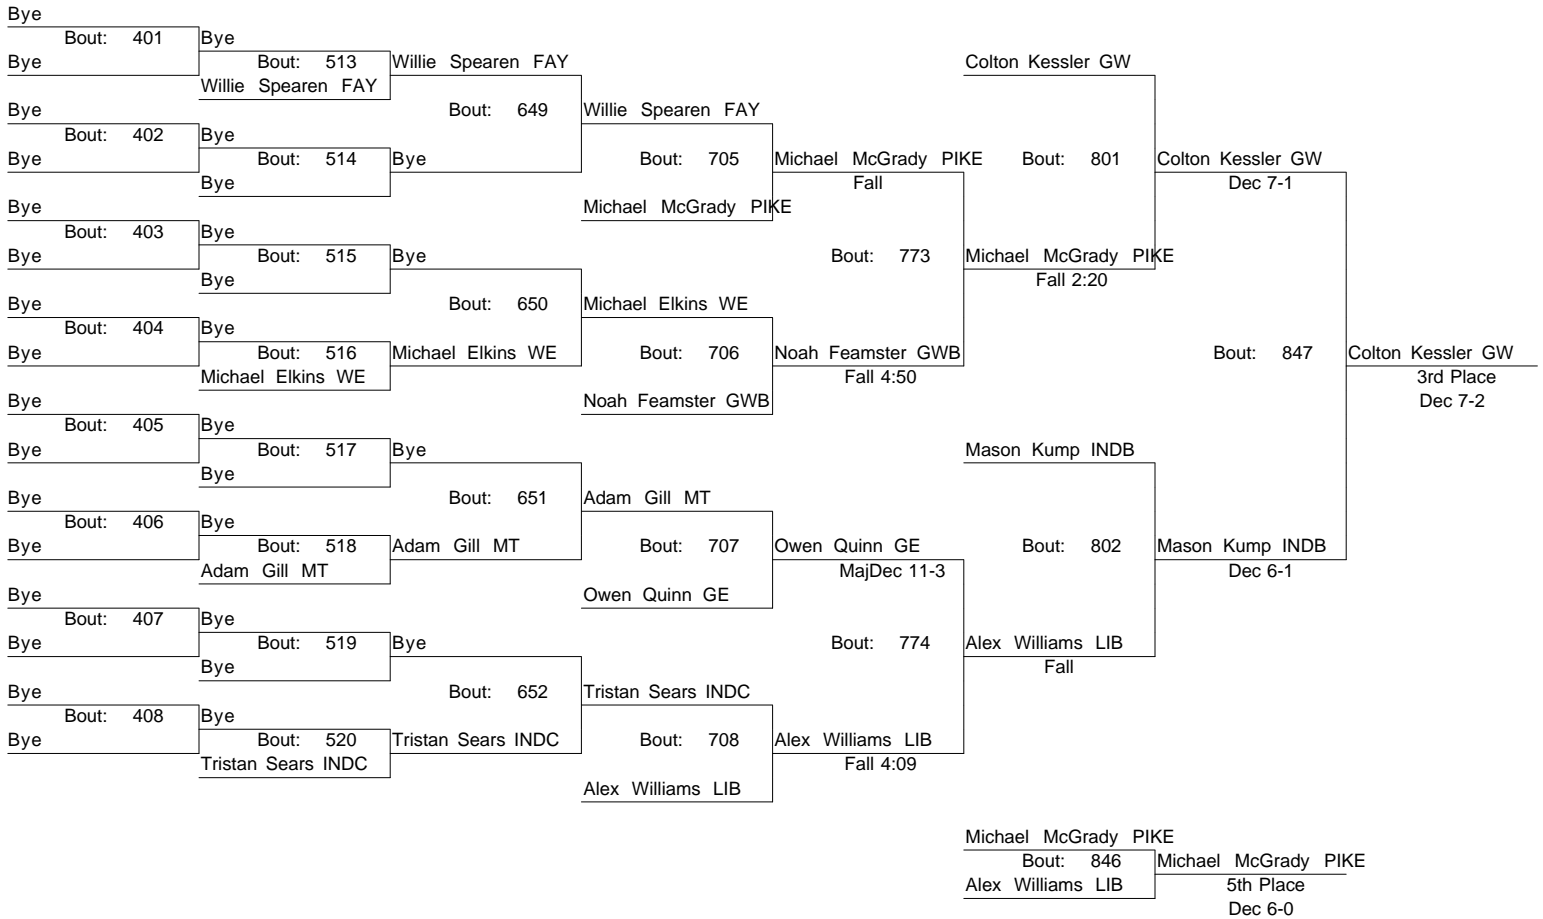 Bye
Bout: 401 Bye
Bye Bout: 513 Willie Spearen FAY Colton Kessler GW
Willie Spearen FAY
Bye Bout: 649 Willie Spearen FAY
Bout: 402 Bye
Bye Bout: 514 Bye Bout: 705 Michael McGrady PIKE Bout: 801 Colton Kessler GW
Bye Fall Dec 7-1
Bye Michael McGrady PIKE
Bout: 403 Bye
Bye Bout: 515 Bye Bout: 773 Michael McGrady PIKE
Bye Fall 2:20
Bye Bout: 650 Michael Elkins WE
Bout: 404 Bye
Bye Bout: 516 Michael Elkins WE Bout: 706 Noah Feamster GWB Bout: 847 Colton Kessler GW
Michael Elkins WE Fall 4:50 3rd Place
Bye Noah Feamster GWB Dec 7-2
Bout: 405 Bye
Bye Bout: 517 Bye Mason Kump INDB
Bye
Bye Bout: 651 Adam Gill MT
Bout: 406 Bye
Bye Bout: 518 Adam Gill MT Bout: 707 Owen Quinn GE Bout: 802 Mason Kump INDB
Adam Gill MT MajDec 11-3 Dec 6-1
Bye Owen Quinn GE
Bout: 407 Bye
Bye Bout: 519 Bye Bout: 774 Alex Williams LIB
Bye Fall
Bye Bout: 652 Tristan Sears INDC
Bout: 408 Bye
Bye Bout: 520 Tristan Sears INDC Bout: 708 Alex Williams LIB
Tristan Sears INDC Fall 4:09
Alex Williams LIB
Michael McGrady PIKE
Bout: 846 Michael McGrady PIKE
Alex Williams LIB 5th Place
Dec 6-0